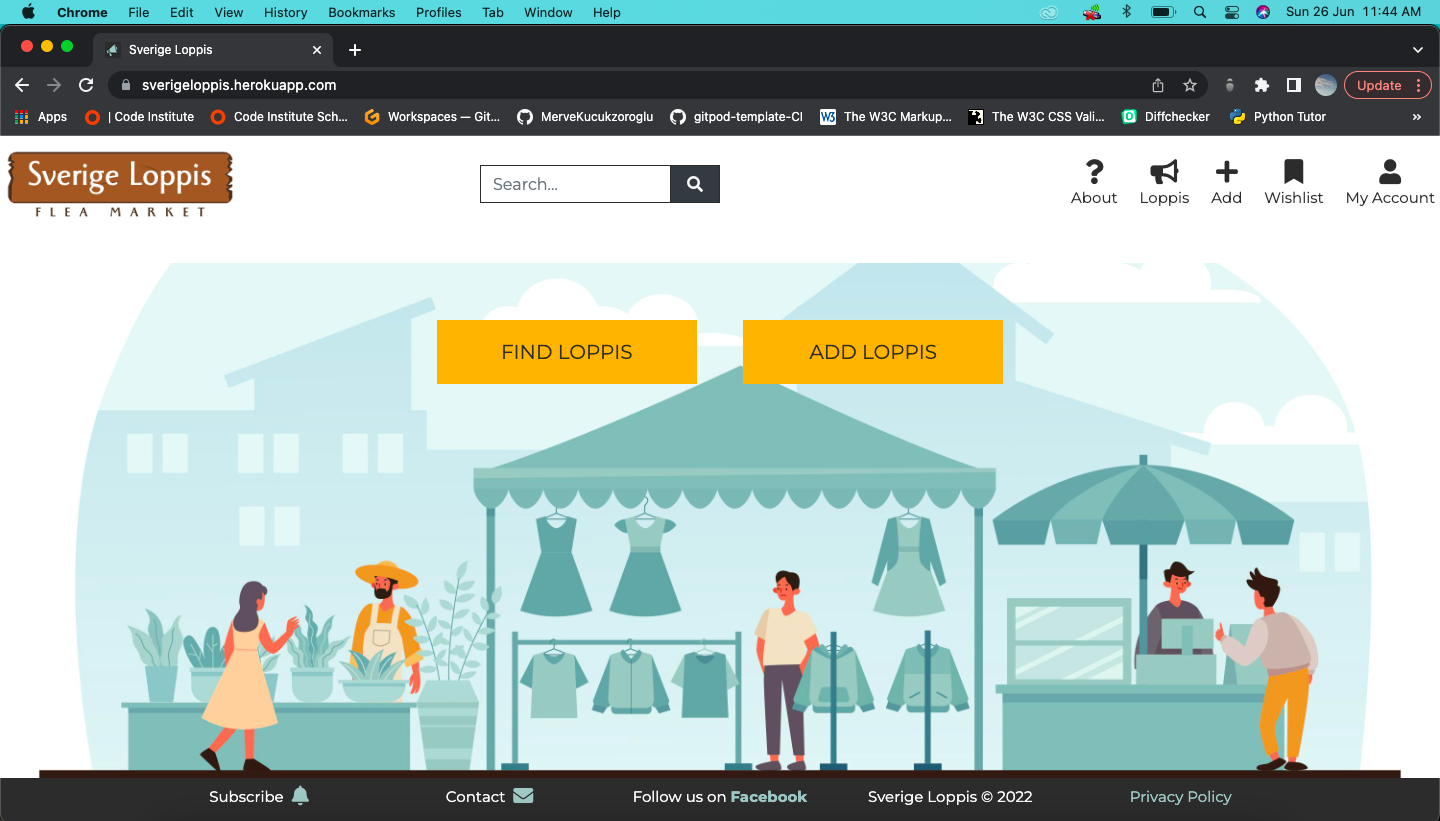 Chrome File Edit View History Bookmarks Profiles Tab Window Help Sun 26 Jun 11:44 AM
Sverige Loppis
sverigeloppis.herokuapp.com Update
Apps | Code Institute Code Institute Sch... Workspaces — Git... MerveKucukzoroglu gitpod-template-CI W3 The W3C Markup... The W3C CSS Vali... Diffchecker Python Tutor »
Sverige Loppis
FLEA MARKET
Search...
About Loppis Add Wishlist My Account
FIND LOPPIS ADD LOPPIS
Subscribe Contact Follow us on Facebook Sverige Loppis © 2022 Privacy Policy